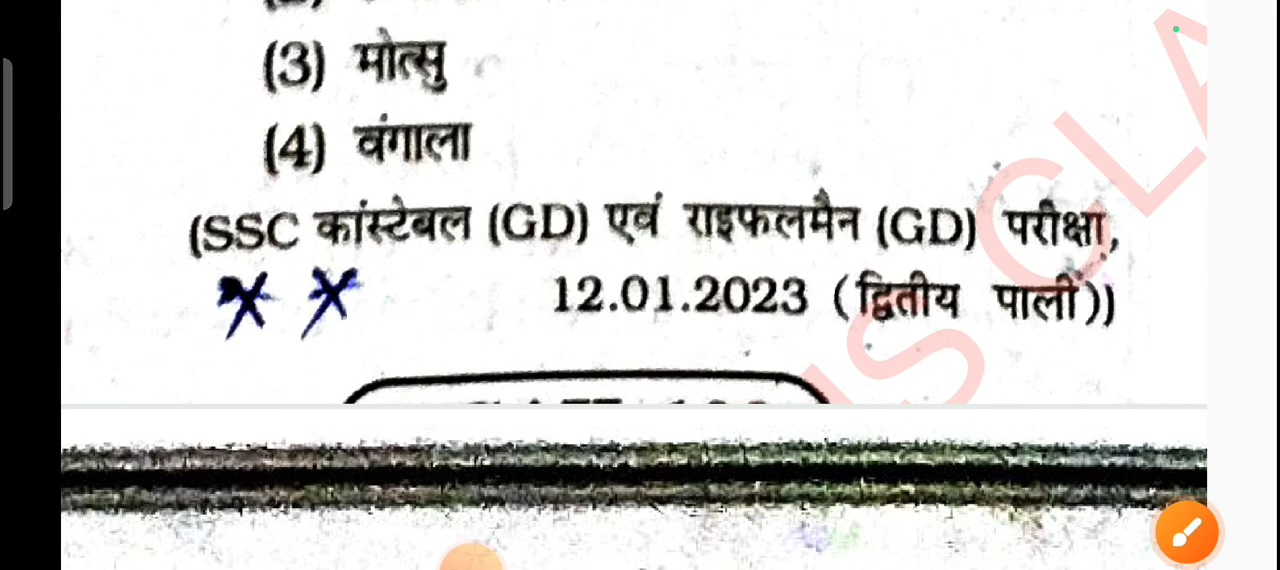 (3) मोत्सु
(4) वंगाला
(SSC कांस्टेबल (GD) एवं राइफलमैन (GD) परीक्षा,
12.01.2023 (द्वितीय पाली))